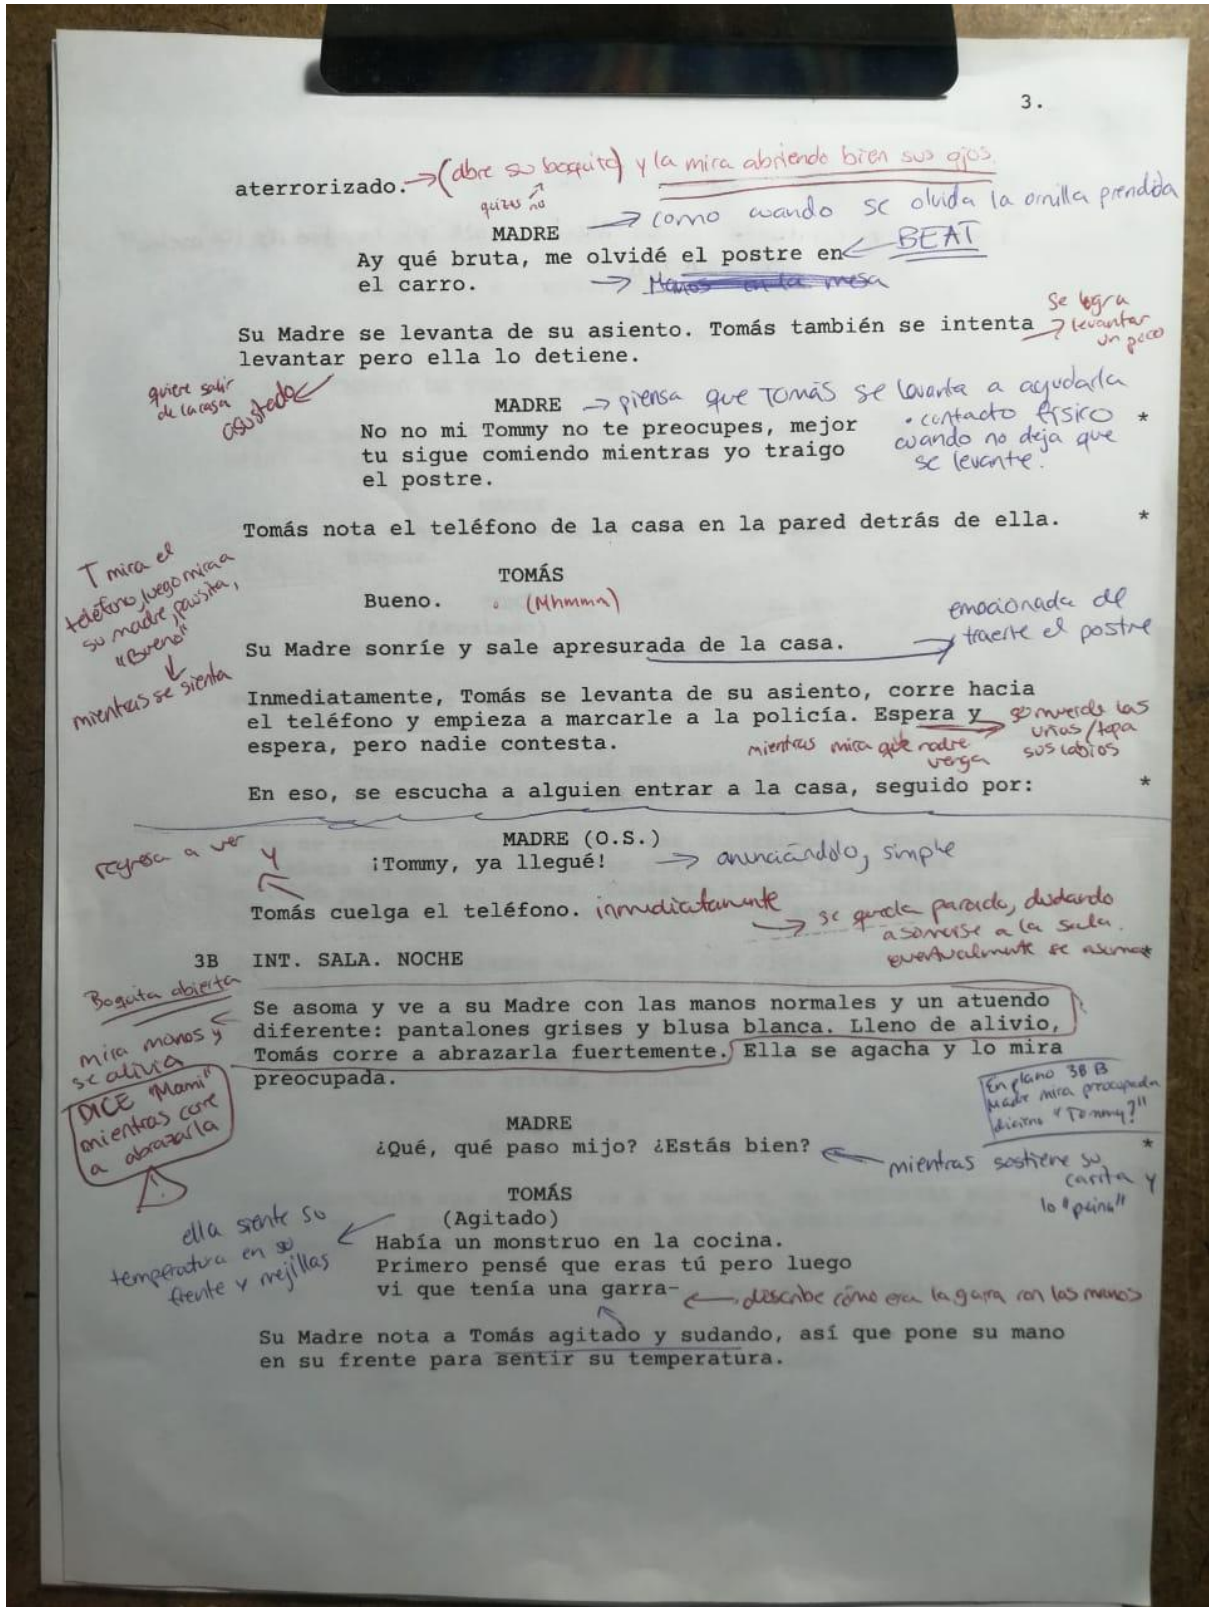 3.
aterrorizado. → (abre su boquita) y la mira abriendo bien sus ojos.
quizas no
→ como cuando se olvida la ornilla prendida
MADRE
Ay qué bruta, me olvidé el postre en ← BEAT
el carro. → Manos en la mesa
Su Madre se levanta de su asiento. Tomás también se intenta → se logra levantar un poco
levantar pero ella lo detiene.
quiere salir
de la casa
asustado
MADRE → piensa que Tomás se levanta a ayudarla
No no mi Tommy no te preocupes, mejor *
tu sigue comiendo mientras yo traigo
el postre.
• contacto físico
cuando no deja que
se levante.
Tomás nota el teléfono de la casa en la pared detrás de ella. *
T mira el
teléfono, luego mira a
su madre, pausita,
"Bueno"
↓
mientras se sienta
TOMÁS
Bueno. (Mhmmn)
Su Madre sonríe y sale apresurada de la casa. → emocionada de
traerle el postre
Inmediatamente, Tomás se levanta de su asiento, corre hacia
el teléfono y empieza a marcarle a la policía. Espera y → se muerde las
uñas / tapa
sus labios
espera, pero nadie contesta. mientras mira que nadie
venga
En eso, se escucha a alguien entrar a la casa, seguido por: *
MADRE (O.S.)
¡Tommy, ya llegué! → anunciándolo, simple
regresa a ver y
Tomás cuelga el teléfono. inmediatamente
→ se queda parado, dudando
asomarse a la sala.
eventualmente se asoma *
3B INT. SALA. NOCHE
Boquita abierta
Se asoma y ve a su Madre con las manos normales y un atuendo
diferente: pantalones grises y blusa blanca. Lleno de alivio,
Tomás corre a abrazarla fuertemente. Ella se agacha y lo mira
preocupada.
mira manos y
se alivia
DICE "Mami"
mientras corre
a abrazarla
!
En plano 3B B
Madre mira preocupada
diciendo "Tommy?"
MADRE *
¿Qué, qué paso mijo? ¿Estás bien? ← mientras sostiene su
carita y
lo "peina"
TOMÁS
(Agitado)
Había un monstruo en la cocina.
Primero pensé que eras tú pero luego
vi que tenía una garra- ← describe cómo era la garra con las manos
ella siente su
temperatura en su
frente y mejillas
Su Madre nota a Tomás agitado y sudando, así que pone su mano
en su frente para sentir su temperatura.